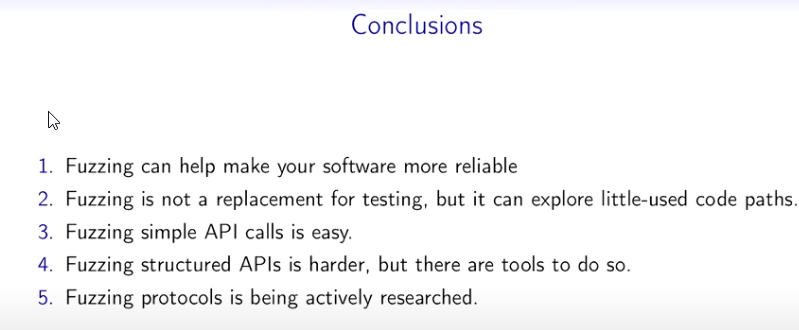 Conclusions
1. Fuzzing can help make your software more reliable
2. Fuzzing is not a replacement for testing, but it can explore little-used code paths.
3. Fuzzing simple API calls is easy.
4. Fuzzing structured APIs is harder, but there are tools to do so.
5. Fuzzing protocols is being actively researched.